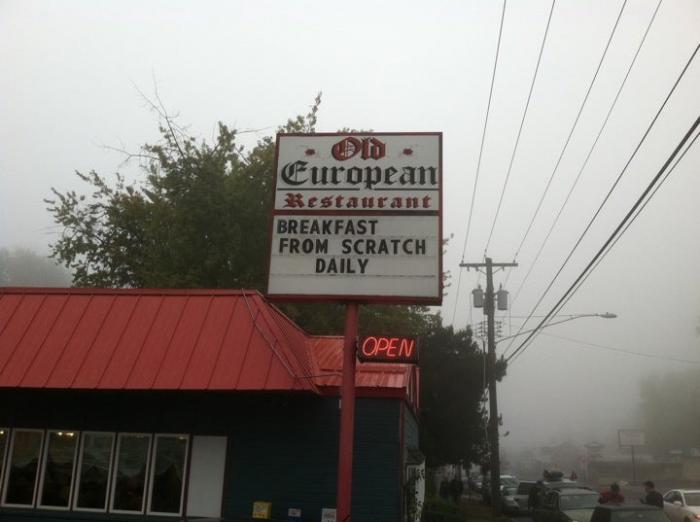 Old
European
Restaurant
BREAKFAST
FROM SCRATCH
DAILY
OPEN